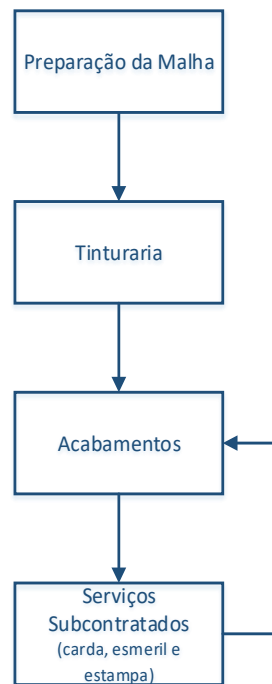 Preparação da Malha
Tinturaria
Acabamentos
Serviços
Subcontratados
(carda, esmeril e
estampa)